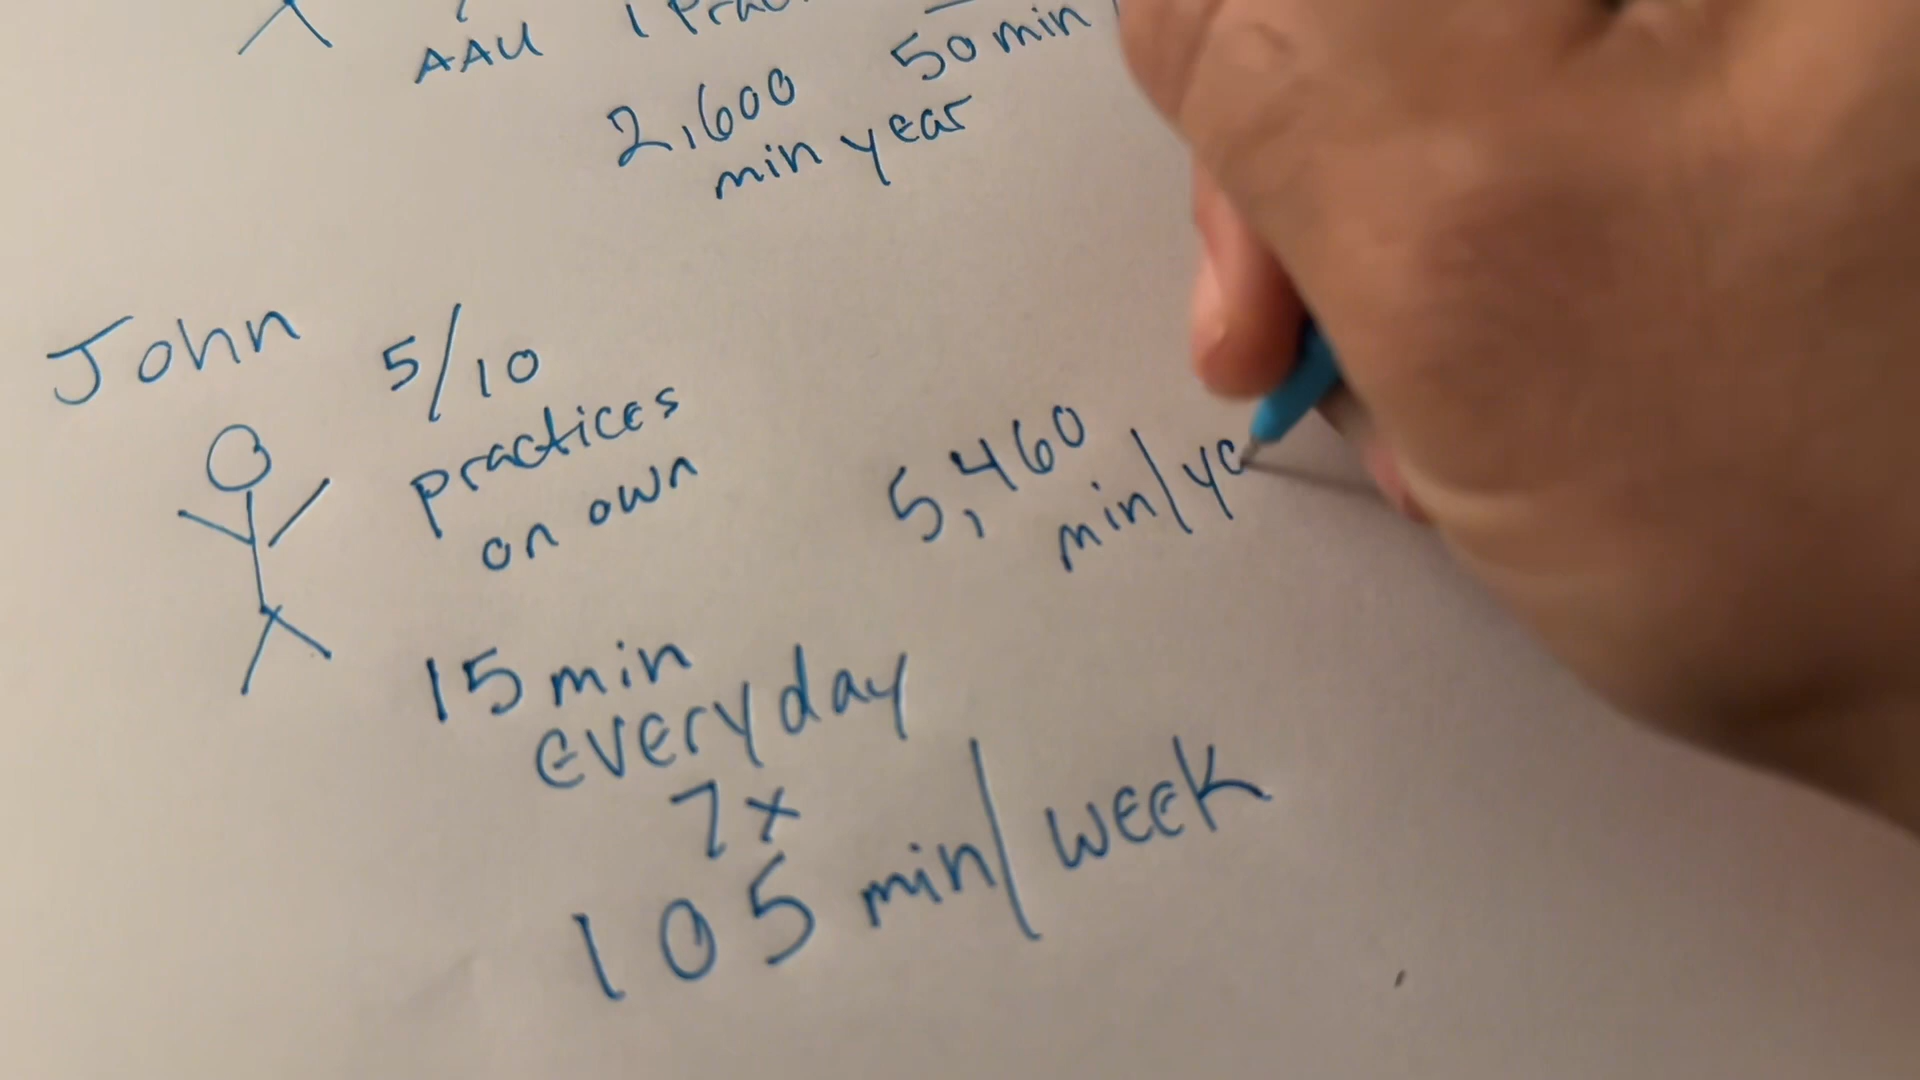 AAU 1
50 min
2,600
min year
John
5/10
practices
on own
5,460
min/
15 min
everyday
7x
105 min/week